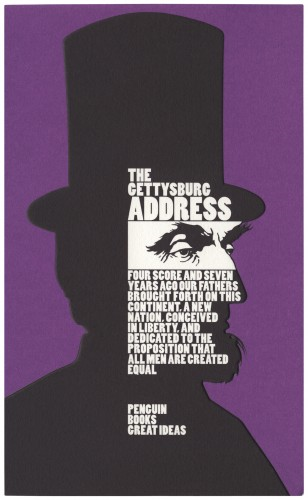 THE
GETTYSBURG
ADDRESS
FOUR SCORE AND SEVEN
YEARS AGO OUR FATHERS
BROUGHT FORTH ON THIS
CONTINENT, A NEW
NATION, CONCEIVED
IN LIBERTY, AND
DEDICATED TO THE
PROPOSITION THAT
ALL MEN ARE CREATED
EQUAL
PENGUIN
BOOKS
GREAT IDEAS